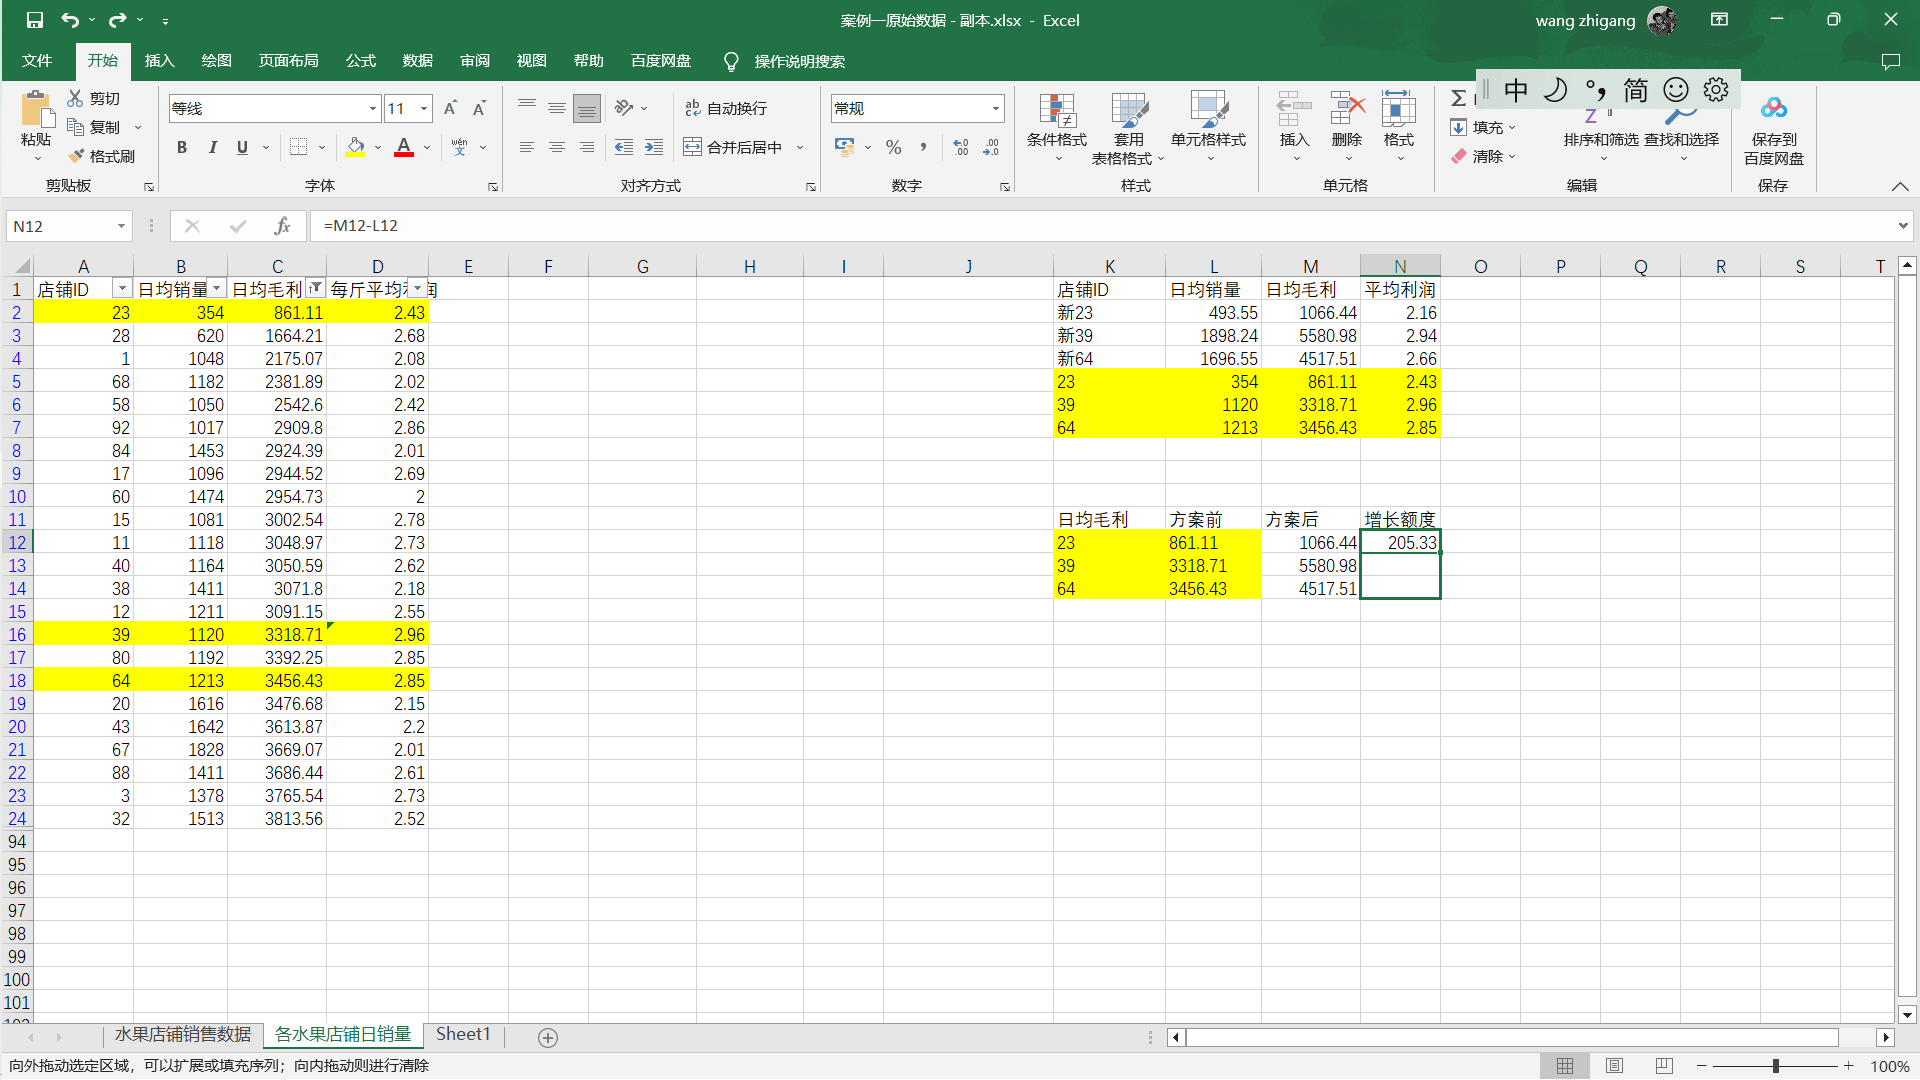 案例一原始数据 - 副本.xlsx - Excel
wang zhigang
文件 开始 插入 绘图 页面布局 公式 数据 审阅 视图 帮助 百度网盘 操作说明搜索
中 简
粘贴 剪切 复制 格式刷 剪贴板
等线 11 B I U A wén 文 字体
ab 自动换行 合并后居中 对齐方式
常规 % 数字
条件格式 套用表格格式 单元格样式 样式
插入 删除 格式 单元格
填充 清除 排序和筛选 查找和选择 编辑
保存到百度网盘 保存
N12 fx =M12-L12
A B C D E F G H I J K L M N O P Q R S T
1 店铺ID 日均销量 日均毛利 每斤平均利润 店铺ID 日均销量 日均毛利 平均利润
2 23 354 861.11 2.43 新23 493.55 1066.44 2.16
3 28 620 1664.21 2.68 新39 1898.24 5580.98 2.94
4 1 1048 2175.07 2.08 新64 1696.55 4517.51 2.66
5 68 1182 2381.89 2.02 23 354 861.11 2.43
6 58 1050 2542.6 2.42 39 1120 3318.71 2.96
7 92 1017 2909.8 2.86 64 1213 3456.43 2.85
8 84 1453 2924.39 2.01
9 17 1096 2944.52 2.69
10 60 1474 2954.73 2
11 15 1081 3002.54 2.78 日均毛利 方案前 方案后 增长额度
12 11 1118 3048.97 2.73 23 861.11 1066.44 205.33
13 40 1164 3050.59 2.62 39 3318.71 5580.98
14 38 1411 3071.8 2.18 64 3456.43 4517.51
15 12 1211 3091.15 2.55
16 39 1120 3318.71 2.96
17 80 1192 3392.25 2.85
18 64 1213 3456.43 2.85
19 20 1616 3476.68 2.15
20 43 1642 3613.87 2.2
21 67 1828 3669.07 2.01
22 88 1411 3686.44 2.61
23 3 1378 3765.54 2.73
24 32 1513 3813.56 2.52
94
95
96
97
98
99
100
101
水果店铺销售数据 各水果店铺日销量 Sheet1
向外拖动选定区域，可以扩展或填充序列；向内拖动则进行清除 100%